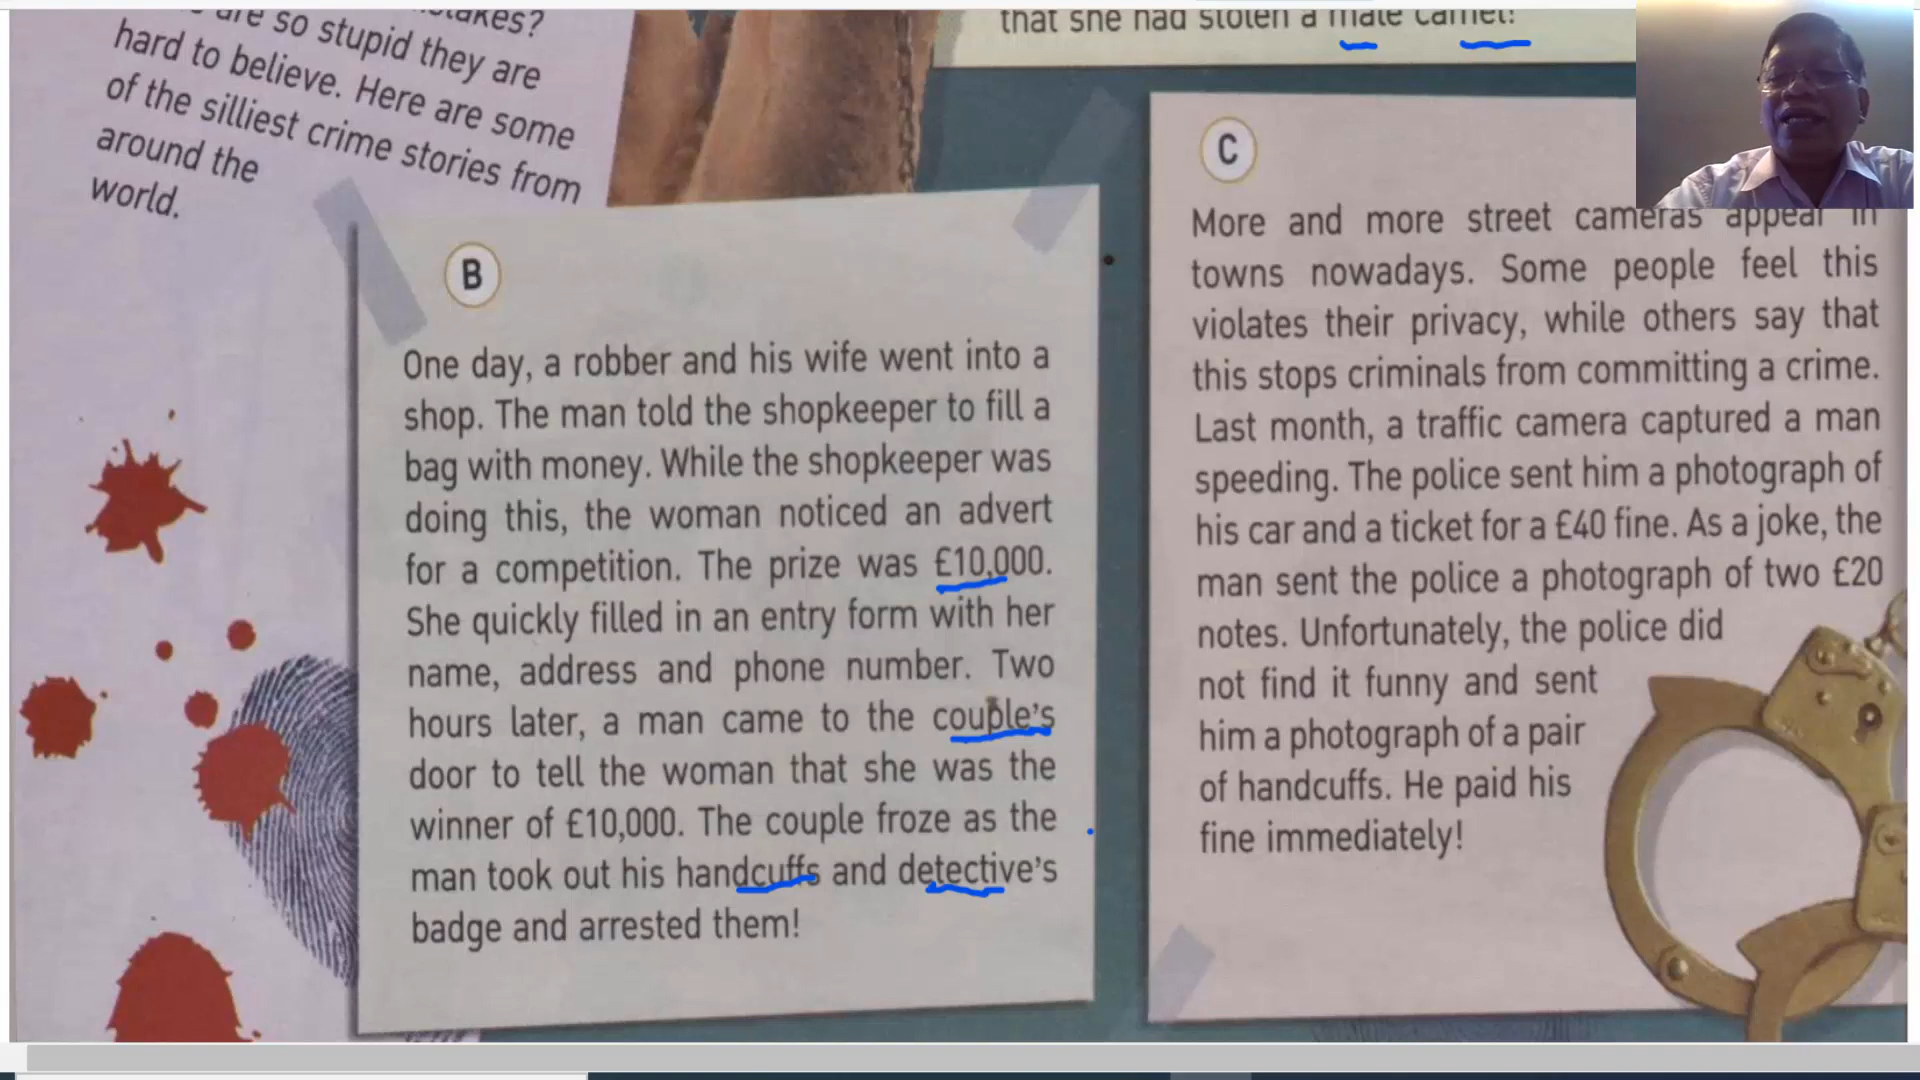 are so stupid they are
hard to believe. Here are some
of the silliest crime stories from
around the
world.
that she had stolen a male camel!
B
One day, a robber and his wife went into a
shop. The man told the shopkeeper to fill a
bag with money. While the shopkeeper was
doing this, the woman noticed an advert
for a competition. The prize was £10,000.
She quickly filled in an entry form with her
name, address and phone number. Two
hours later, a man came to the couple's
door to tell the woman that she was the
winner of £10,000. The couple froze as the
man took out his handcuffs and detective's
badge and arrested them!
C
More and more street cameras appear in
towns nowadays. Some people feel this
violates their privacy, while others say that
this stops criminals from committing a crime.
Last month, a traffic camera captured a man
speeding. The police sent him a photograph of
his car and a ticket for a £40 fine. As a joke, the
man sent the police a photograph of two £20
notes. Unfortunately, the police did
not find it funny and sent
him a photograph of a pair
of handcuffs. He paid his
fine immediately!